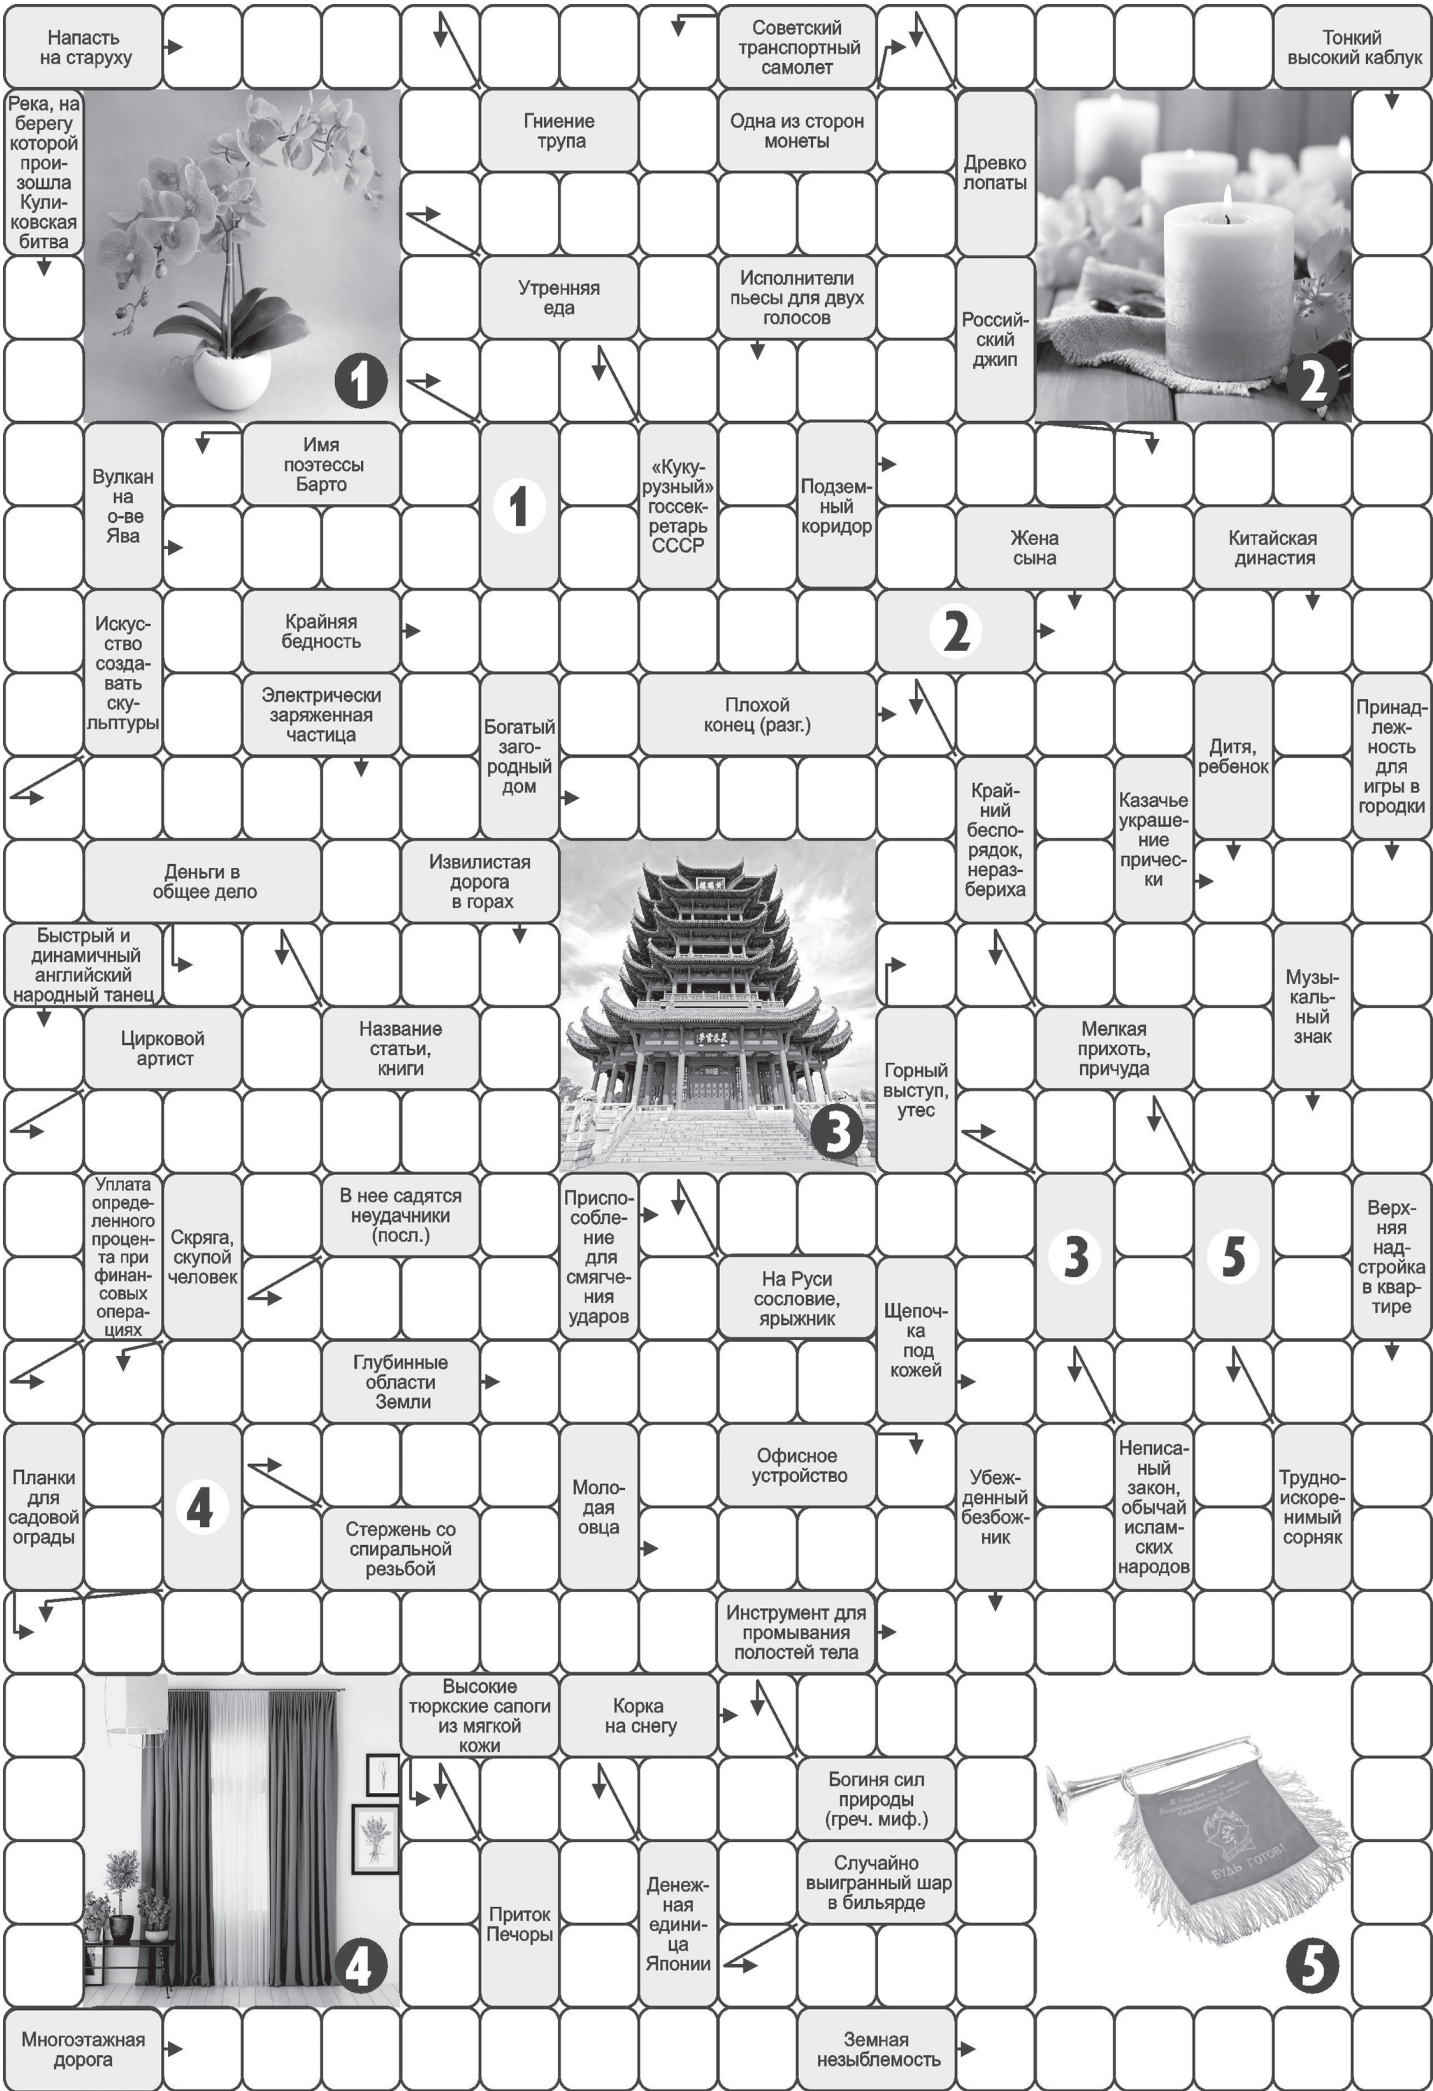 Напасть
на старуху
Советский
транспортный
самолет
Тонкий
высокий каблук
Река, на
берегу
которой
прои-
зошла
Кули-
ковская
битва
Гниение
трупа
Одна из сторон
монеты
Древко
лопаты
Утренняя
еда
Исполнители
пьесы для двух
голосов
Россий-
ский
джип
1
2
Вулкан
на
о-ве
Ява
Имя
поэтессы
Барто
1
«Куку-
рузный»
госсек-
ретарь
СССР
Подзем-
ный
коридор
Жена
сына
Китайская
династия
Искус-
ство
созда-
вать
ску-
льптуры
Крайняя
бедность
2
Электрически
заряженная
частица
Богатый
заго-
родный
дом
Плохой
конец (разг.)
Дитя,
ребенок
Принад-
леж-
ность
для
игры в
городки
Край-
ний
беспо-
рядок,
нераз-
бериха
Казачье
украше-
ние
причес-
ки
Деньги в
общее дело
Извилистая
дорога
в горах
Быстрый и
динамичный
английский
народный танец
Музы-
каль-
ный
знак
Цирковой
артист
Название
статьи,
книги
Горный
выступ,
утес
Мелкая
прихоть,
причуда
3
Уплата
опреде-
ленного
процен-
та при
финан-
совых
опера-
циях
Скряга,
скупой
человек
В нее садятся
неудачники
(посл.)
Приспо-
собле-
ние
для
смягче-
ния
ударов
3
5
Верх-
няя
над-
стройка
в квар-
тире
На Руси
сословие,
ярыжник
Щепоч-
ка
под
кожей
Глубинные
области
Земли
Планки
для
садовой
ограды
4
Моло-
дая
овца
Офисное
устройство
Убеж-
денный
безбож-
ник
Неписа-
ный
закон,
обычай
ислам-
ских
народов
Трудно-
искоре-
нимый
сорняк
Стержень со
спиральной
резьбой
Инструмент для
промывания
полостей тела
Высокие
тюркские сапоги
из мягкой
кожи
Корка
на снегу
Богиня сил
природы
(греч. миф.)
Приток
Печоры
Денеж-
ная
едини-
ца
Японии
Случайно
выигранный шар
в бильярде
БУДЬ ГОТОВ!
4
5
Многоэтажная
дорога
Земная
незыблемость